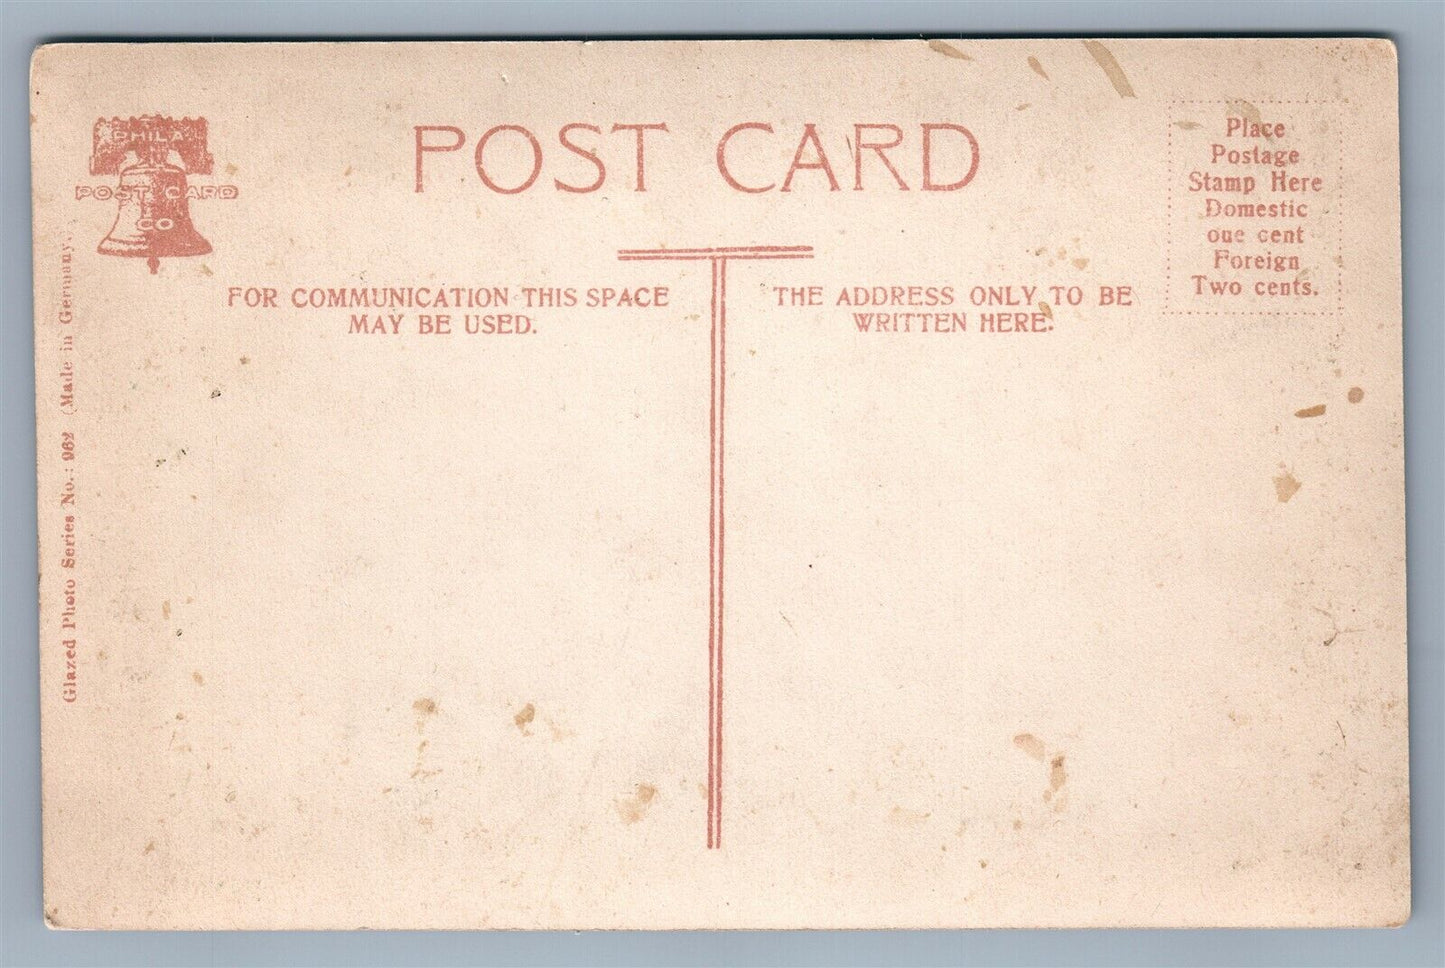 PHILA
POST CARD
CO
POST CARD
Place
Postage
Stamp Here
Domestic
one cent
Foreign
Two cents.
FOR COMMUNICATION THIS SPACE
MAY BE USED.
THE ADDRESS ONLY TO BE
WRITTEN HERE.
Glazed Photo Series No.: 962 (Made in Germany.)